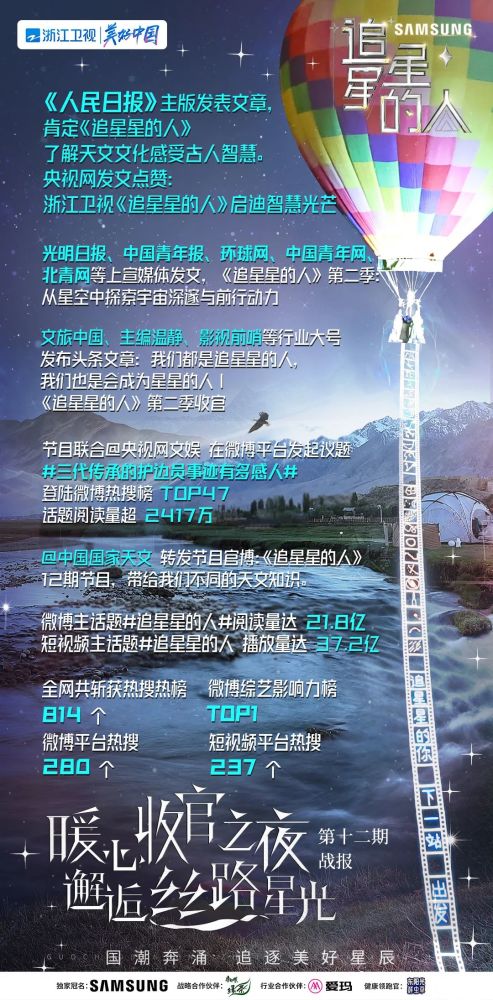 浙江卫视 美好中国
SAMSUNG
追星星的人
《人民日报》主版发表文章，
肯定《追星星的人》
了解天文文化感受古人智慧。
央视网发文点赞：
浙江卫视《追星星的人》启迪智慧光芒
光明日报、中国青年报、环球网、中国青年网、
北青网等上宣媒体发文，《追星星的人》第二季：
从星空中探索宇宙深邃与前行动力
文旅中国、主编温静、影视前哨等行业大号
发布头条文章：我们都是追星星的人，
我们也是会成为星星的人丨
《追星星的人》第二季收官
节目联合@央视网文娱 在微博平台发起议题
#三代传承的护边员事迹有多感人#
登陆微博热搜榜 TOP47
话题阅读量超 2417万
@中国国家天文 转发节目官博:《追星星的人》
12期节目，带给我们不同的天文知识。
微博主话题#追星星的人#阅读量达 21.8亿
短视频主话题#追星星的人 播放量达 37.2亿
全网共斩获热搜热榜 微博综艺影响力榜
814 个 TOP1
微博平台热搜 短视频平台热搜
280 个 237 个
追星星的你 下一站 出发
暖心收官之夜
邂逅丝路星光
第十二期
战报
国潮奔涌 追逐美好星辰
独家冠名：SAMSUNG 战略合作伙伴： 行业合作伙伴：爱玛 健康领跑官：东阳光